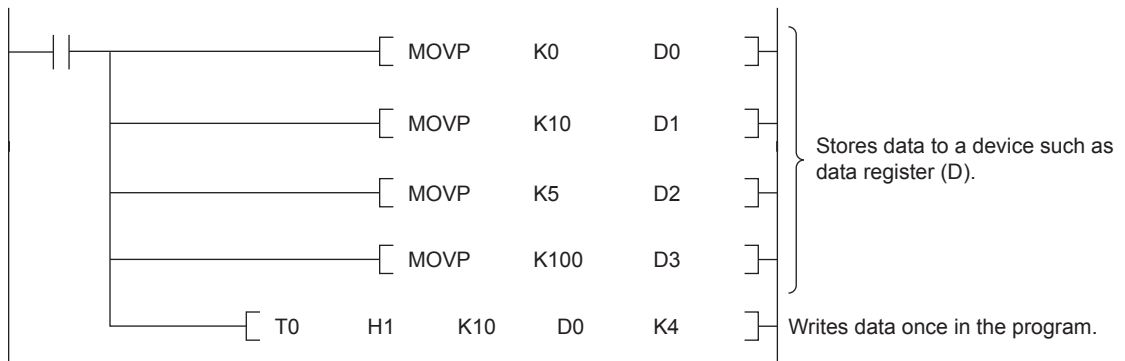 MOVP K0 D0
MOVP K10 D1
MOVP K5 D2
MOVP K100 D3
Stores data to a device such as
data register (D).
T0 H1 K10 D0 K4 Writes data once in the program.